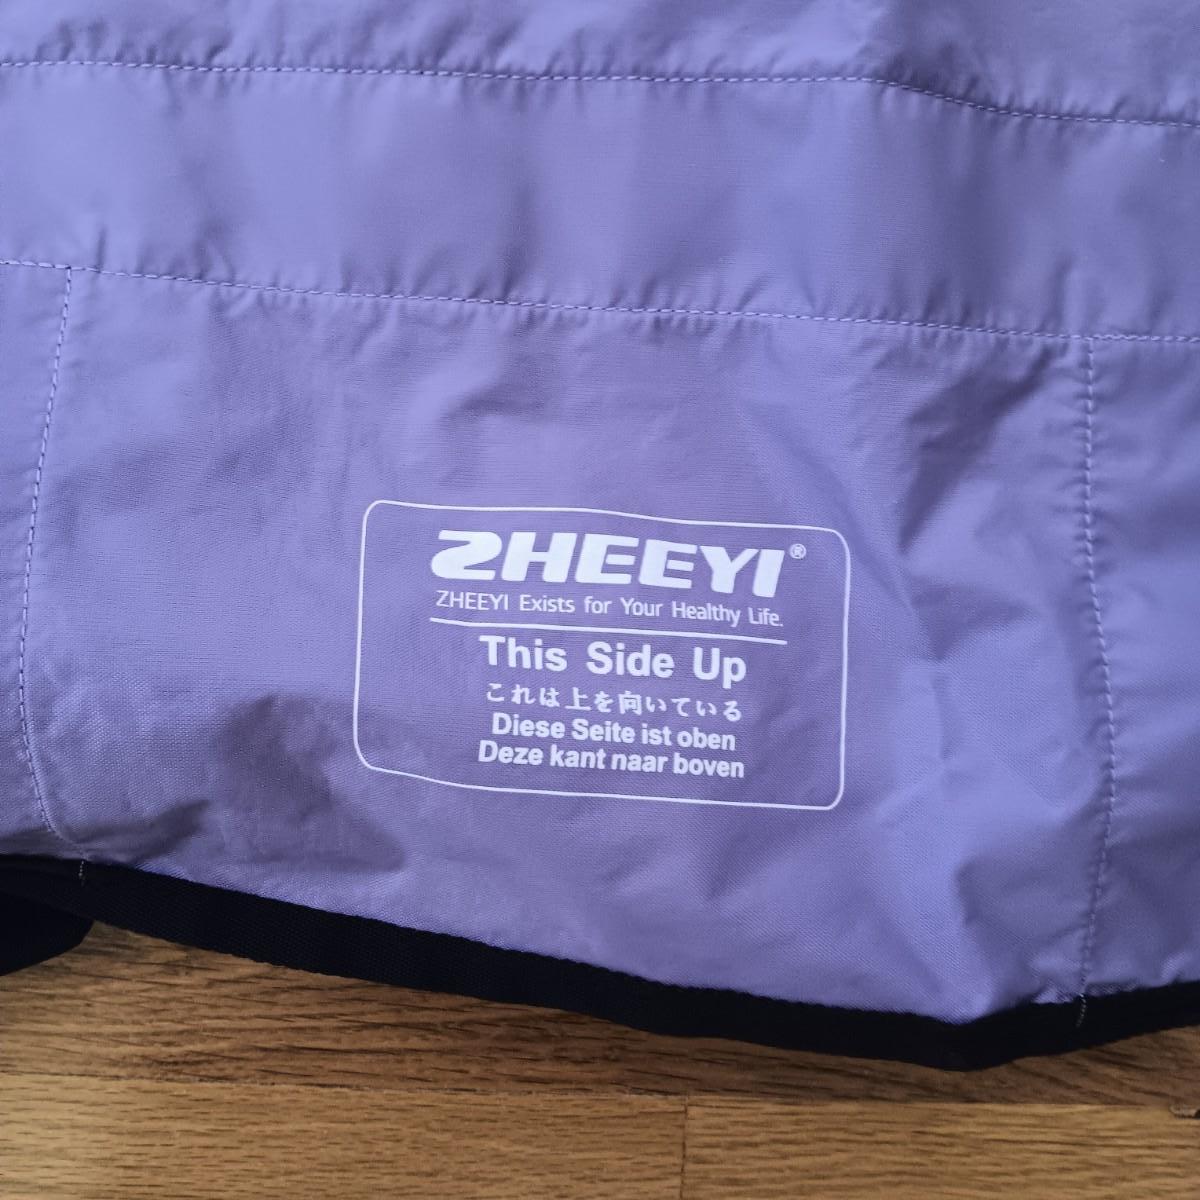 ZHEEYI®
ZHEEYI Exists for Your Healthy Life.
This Side Up
これは上を向いている
Diese Seite ist oben
Deze kant naar boven